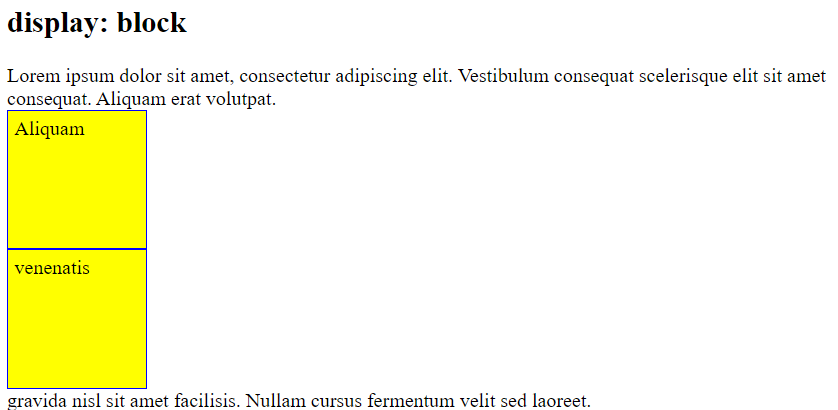 display: block
Lorem ipsum dolor sit amet, consectetur adipiscing elit. Vestibulum consequat scelerisque elit sit amet
consequat. Aliquam erat volutpat.
Aliquam
venenatis
gravida nisl sit amet facilisis. Nullam cursus fermentum velit sed laoreet.